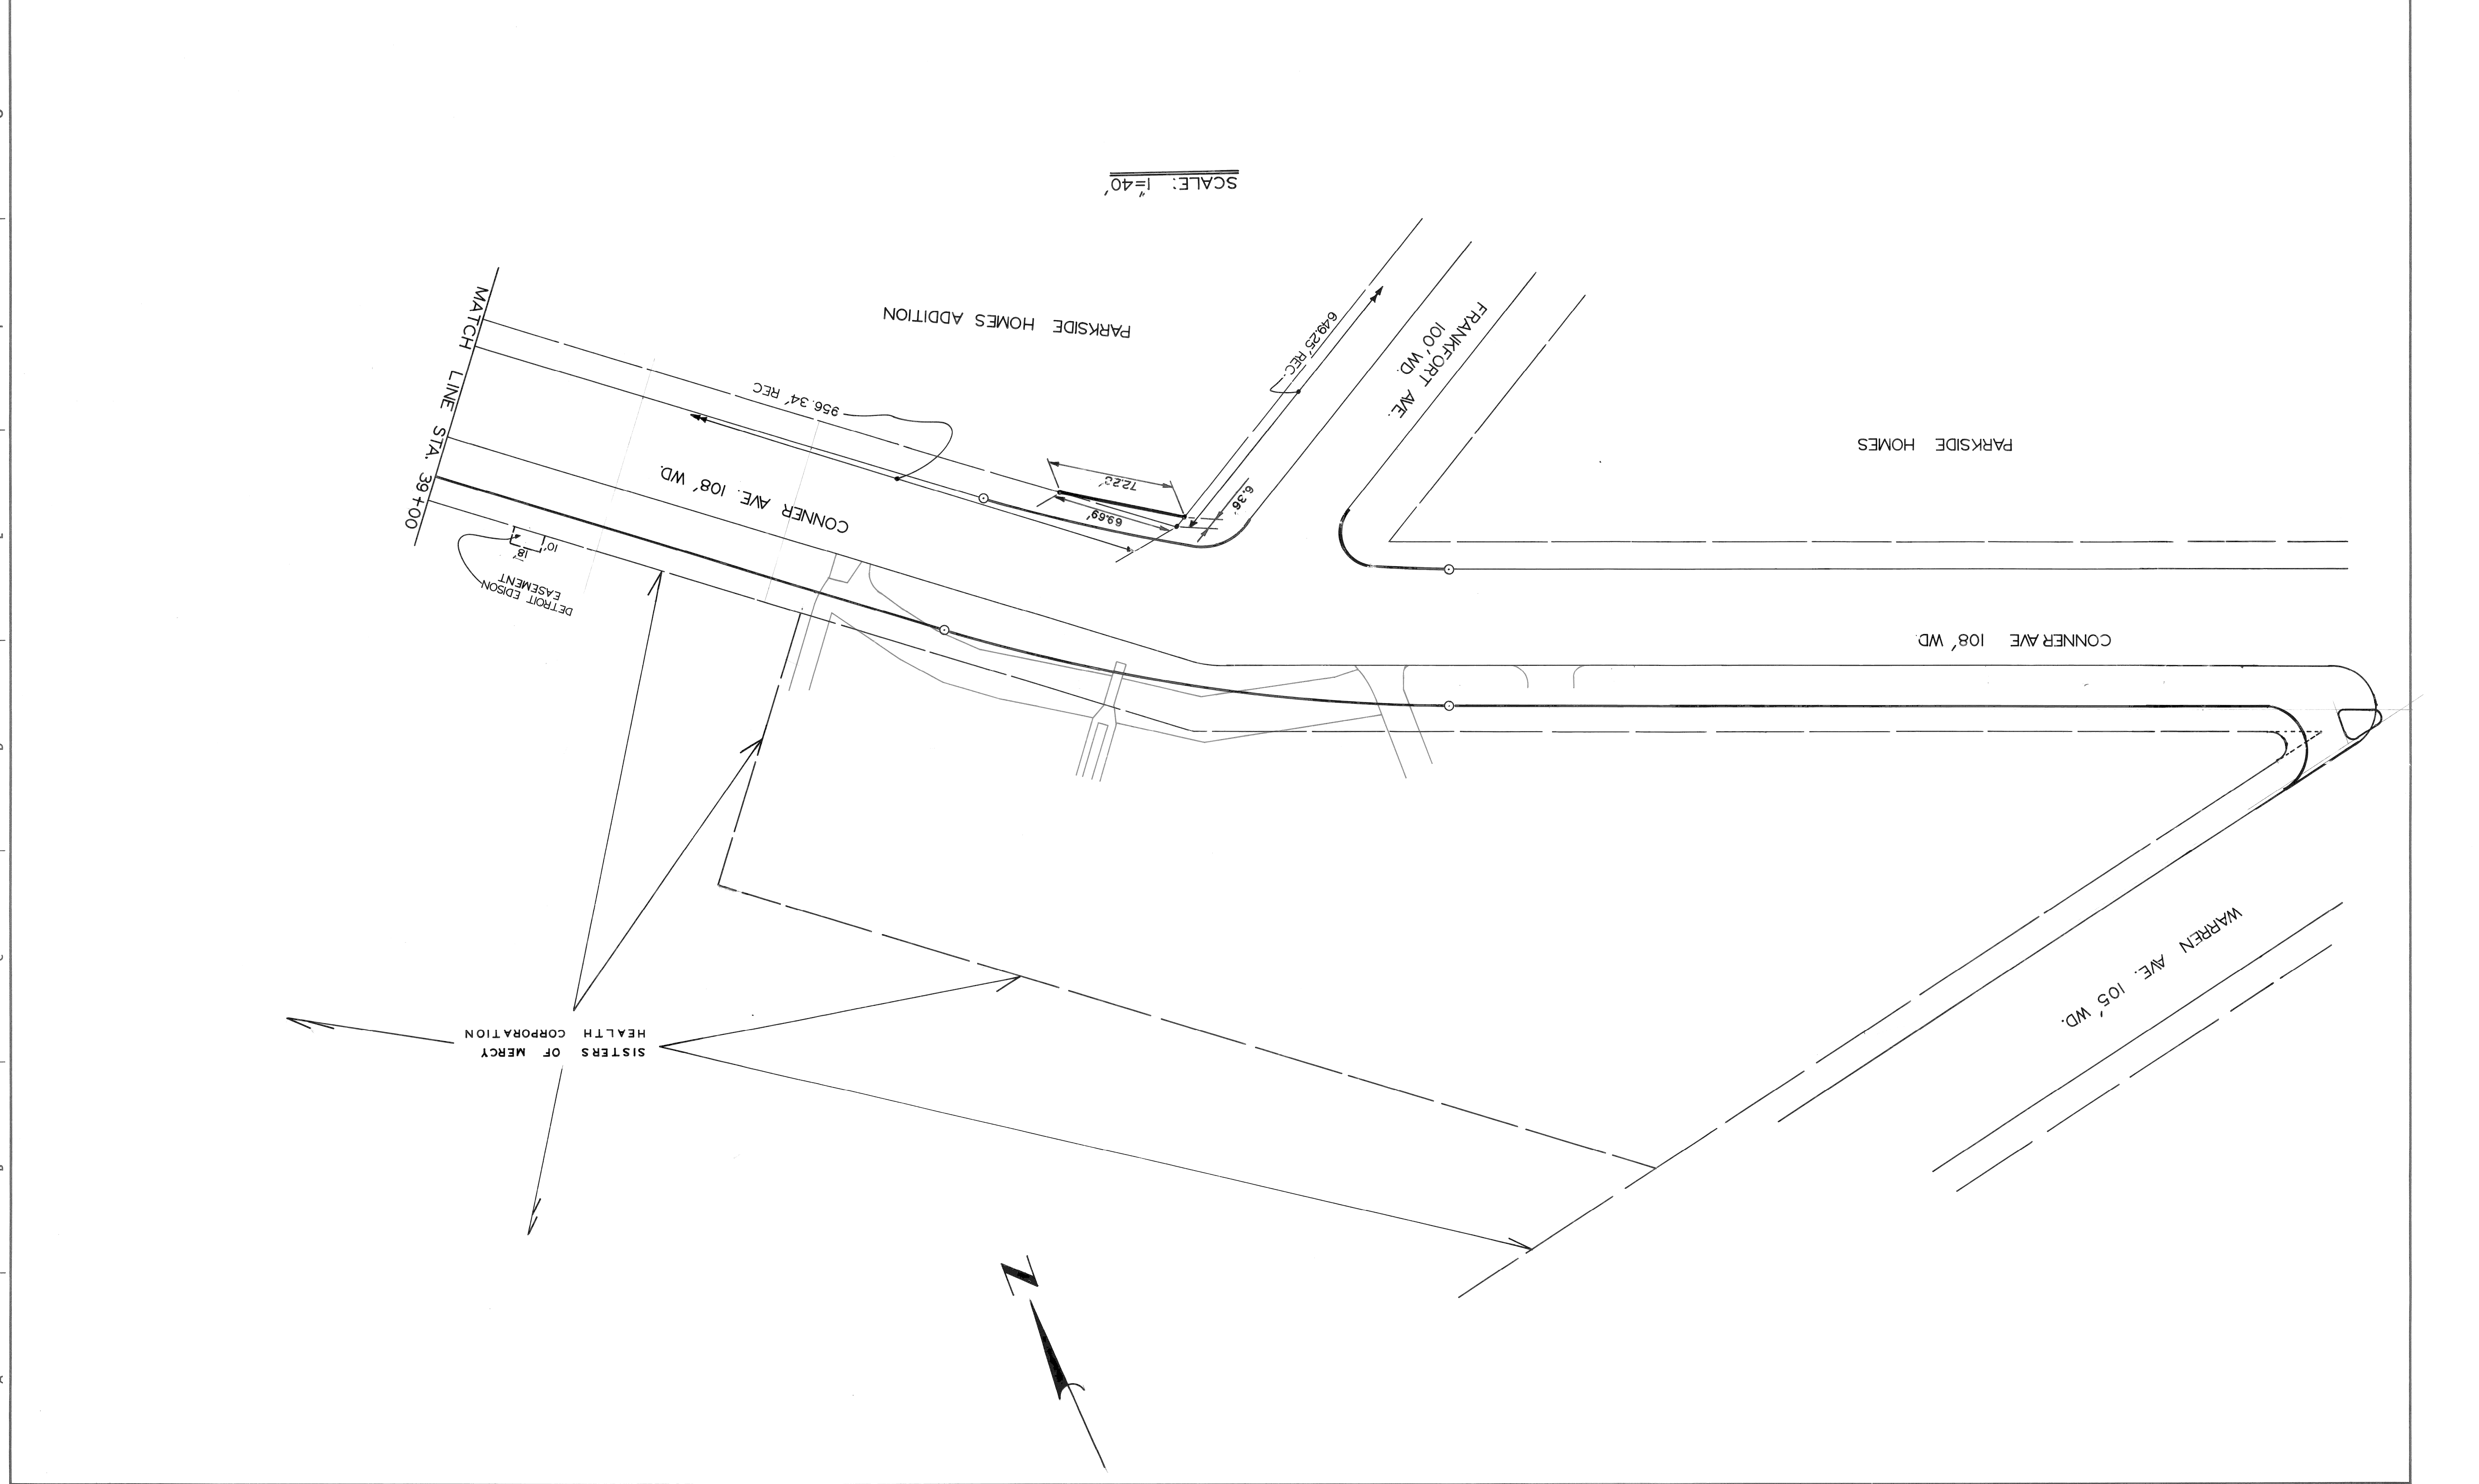 WARREN AVE. 105' WD.
SISTERS OF MERCY
HEALTH CORPORATION
N
CONNER AVE 108' WD.
DETROIT EDISON
EASEMENT
18'
10'
PARKSIDE HOMES
CONNER AVE. 108' WD.
MATCH LINE STA. 39+00
6.36'
69.69'
72.23'
956.34' REC
649.25' REC.
FRANKFORT AVE.
100' WD.
PARKSIDE HOMES ADDITION
SCALE: 1"=40'